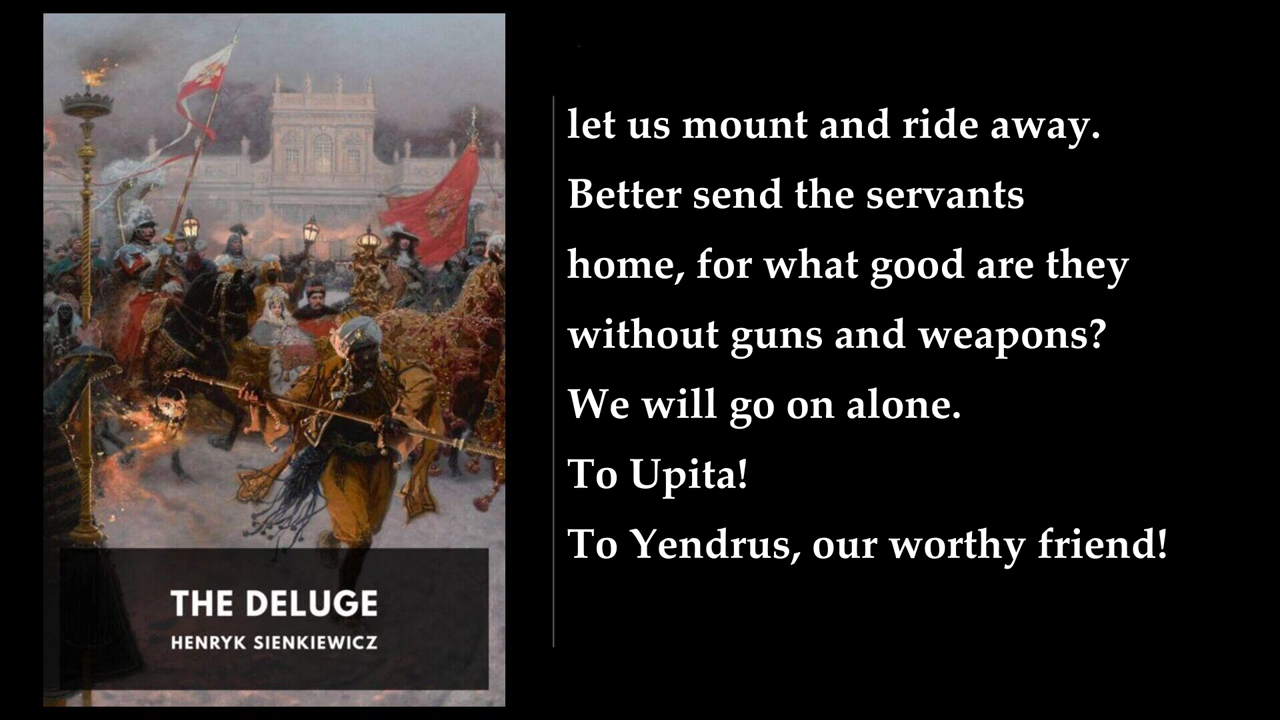 THE DELUGE
HENRYK SIENKIEWICZ
let us mount and ride away.
Better send the servants
home, for what good are they
without guns and weapons?
We will go on alone.
To Upita!
To Yendrus, our worthy friend!